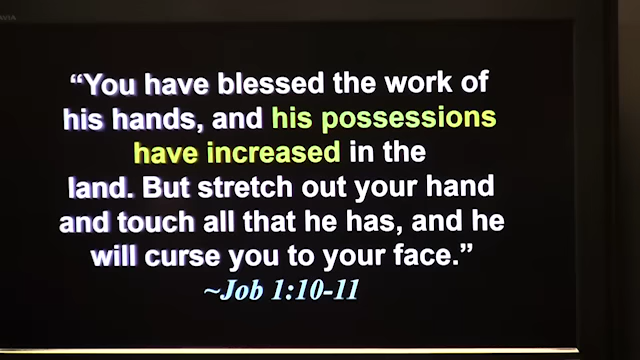 “You have blessed the work of
his hands, and his possessions
have increased in the
land. But stretch out your hand
and touch all that he has, and he
will curse you to your face.”
~Job 1:10-11